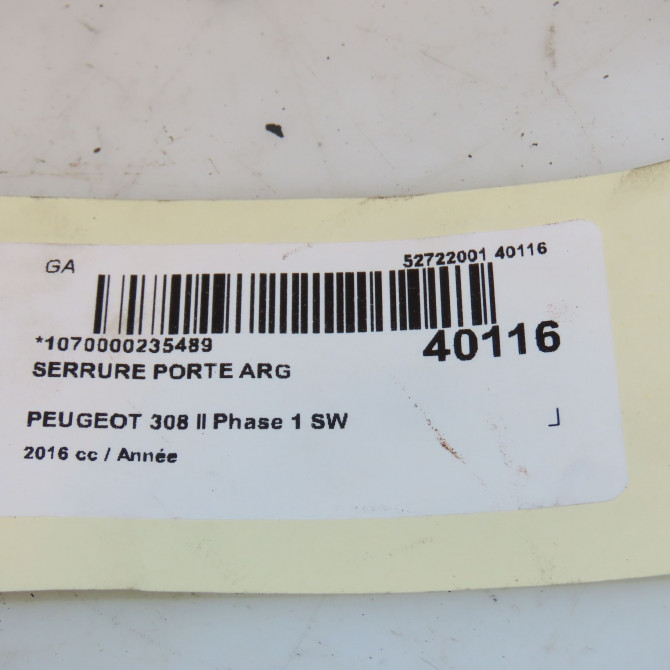 GA
52722001 40116
*1070000235489
40116
SERRURE PORTE ARG
PEUGEOT 308 II Phase 1 SW
2016 cc / Année